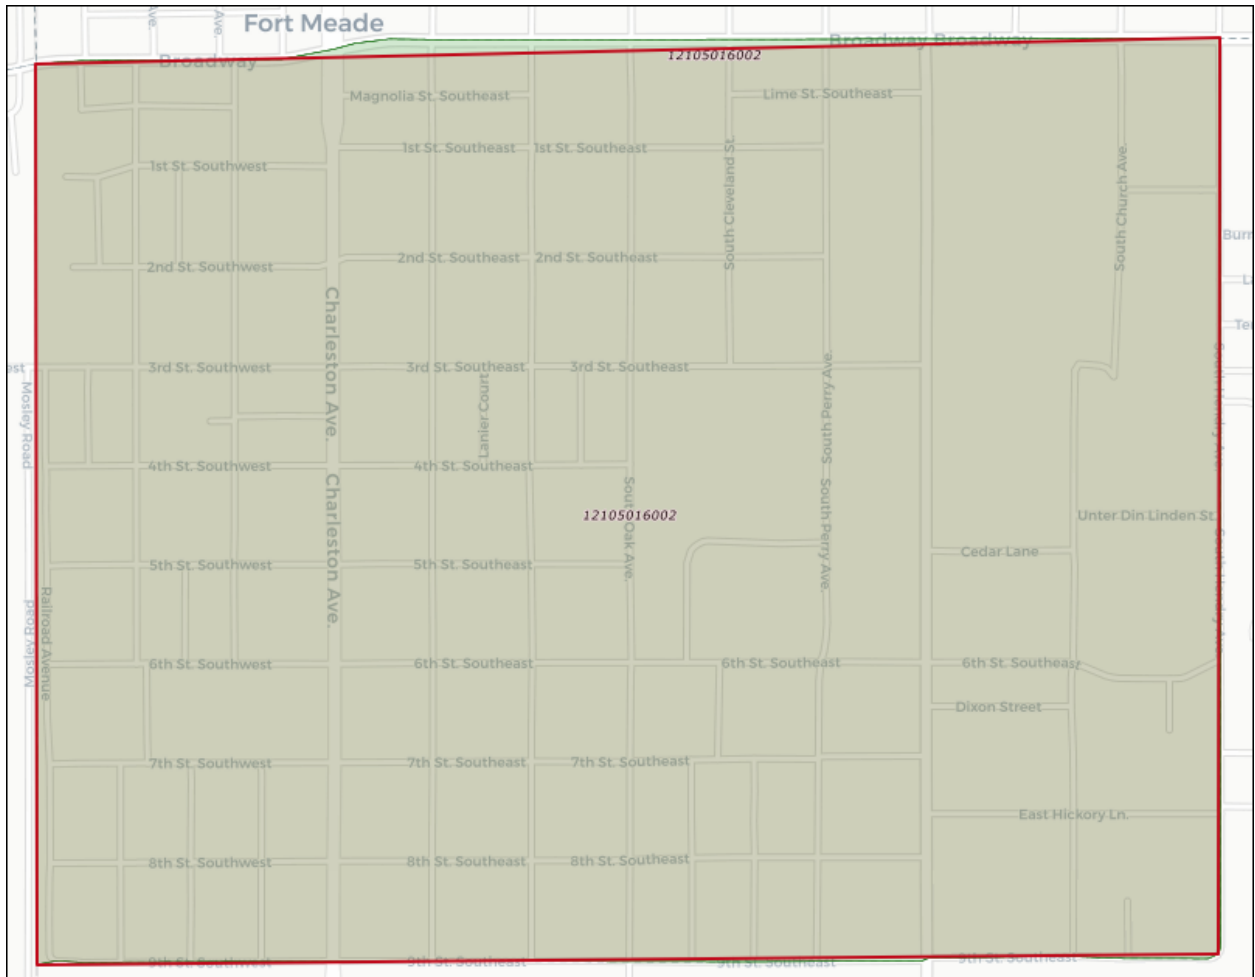 Ave.
Ave.
Fort Meade
Broadway
Broadway Broadway
12105016002
Magnolia St. Southeast
Lime St. Southeast
1st St. Southeast
1st St. Southeast
1st St. Southwest
South Cleveland St.
South Church Ave.
2nd St. Southwest
2nd St. Southeast
2nd St. Southeast
Charleston Ave.
3rd St. Southwest
3rd St. Southeast
3rd St. Southeast
Mosley Road
Lanier Court
South Perry Ave.
4th St. Southwest
4th St. Southeast
Charleston Ave.
South Oak Ave.
12105016002
South Perry Ave.
Unter Din Linden St.
Cedar Lane
5th St. Southwest
5th St. Southeast
Mosley Road
Railroad Avenue
6th St. Southwest
6th St. Southeast
6th St. Southeast
6th St. Southeast
Dixon Street
7th St. Southwest
7th St. Southeast
7th St. Southeast
East Hickory Ln.
8th St. Southwest
8th St. Southeast
8th St. Southeast
9th St. Southwest
9th St. Southeast
9th St. Southeast
9th St. Southeast